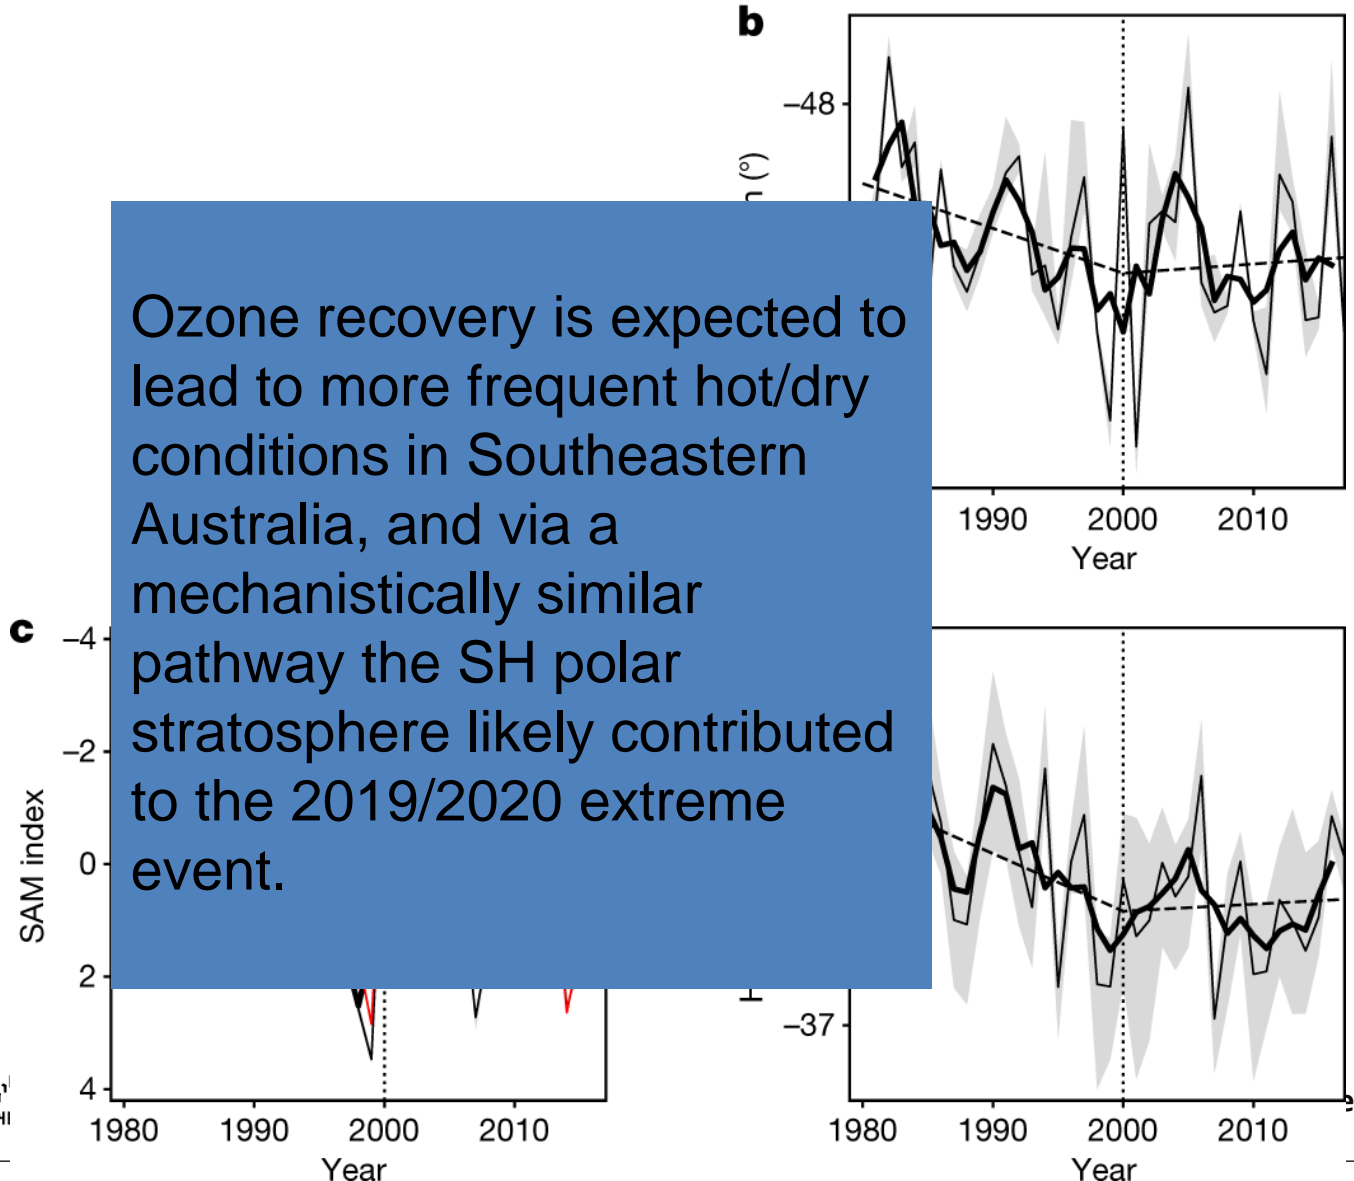 b
−48
n (°)
1990 2000 2010
Year
Ozone recovery is expected to
lead to more frequent hot/dry
conditions in Southeastern
Australia, and via a
mechanistically similar
pathway the SH polar
stratosphere likely contributed
to the 2019/2020 extreme
event.
c
−4
−2
0
2
4
SAM index
1980 1990 2000 2010
Year
−37
1980 1990 2000 2010
Year